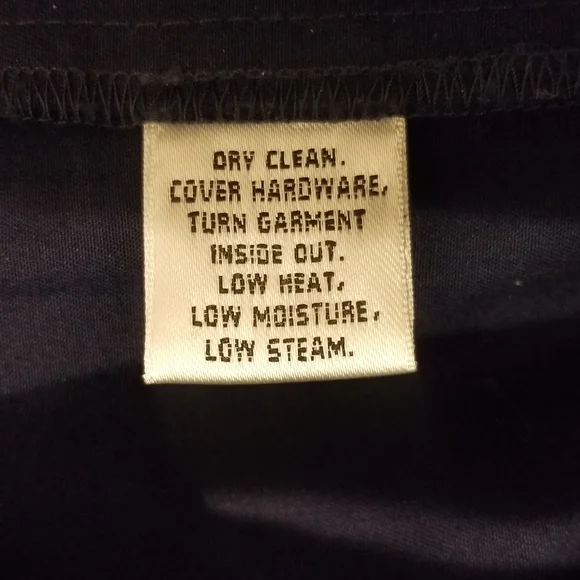 DRY CLEAN.
COVER HARDWARE,
TURN GARMENT
INSIDE OUT.
LOW HEAT,
LOW MOISTURE,
LOW STEAM.